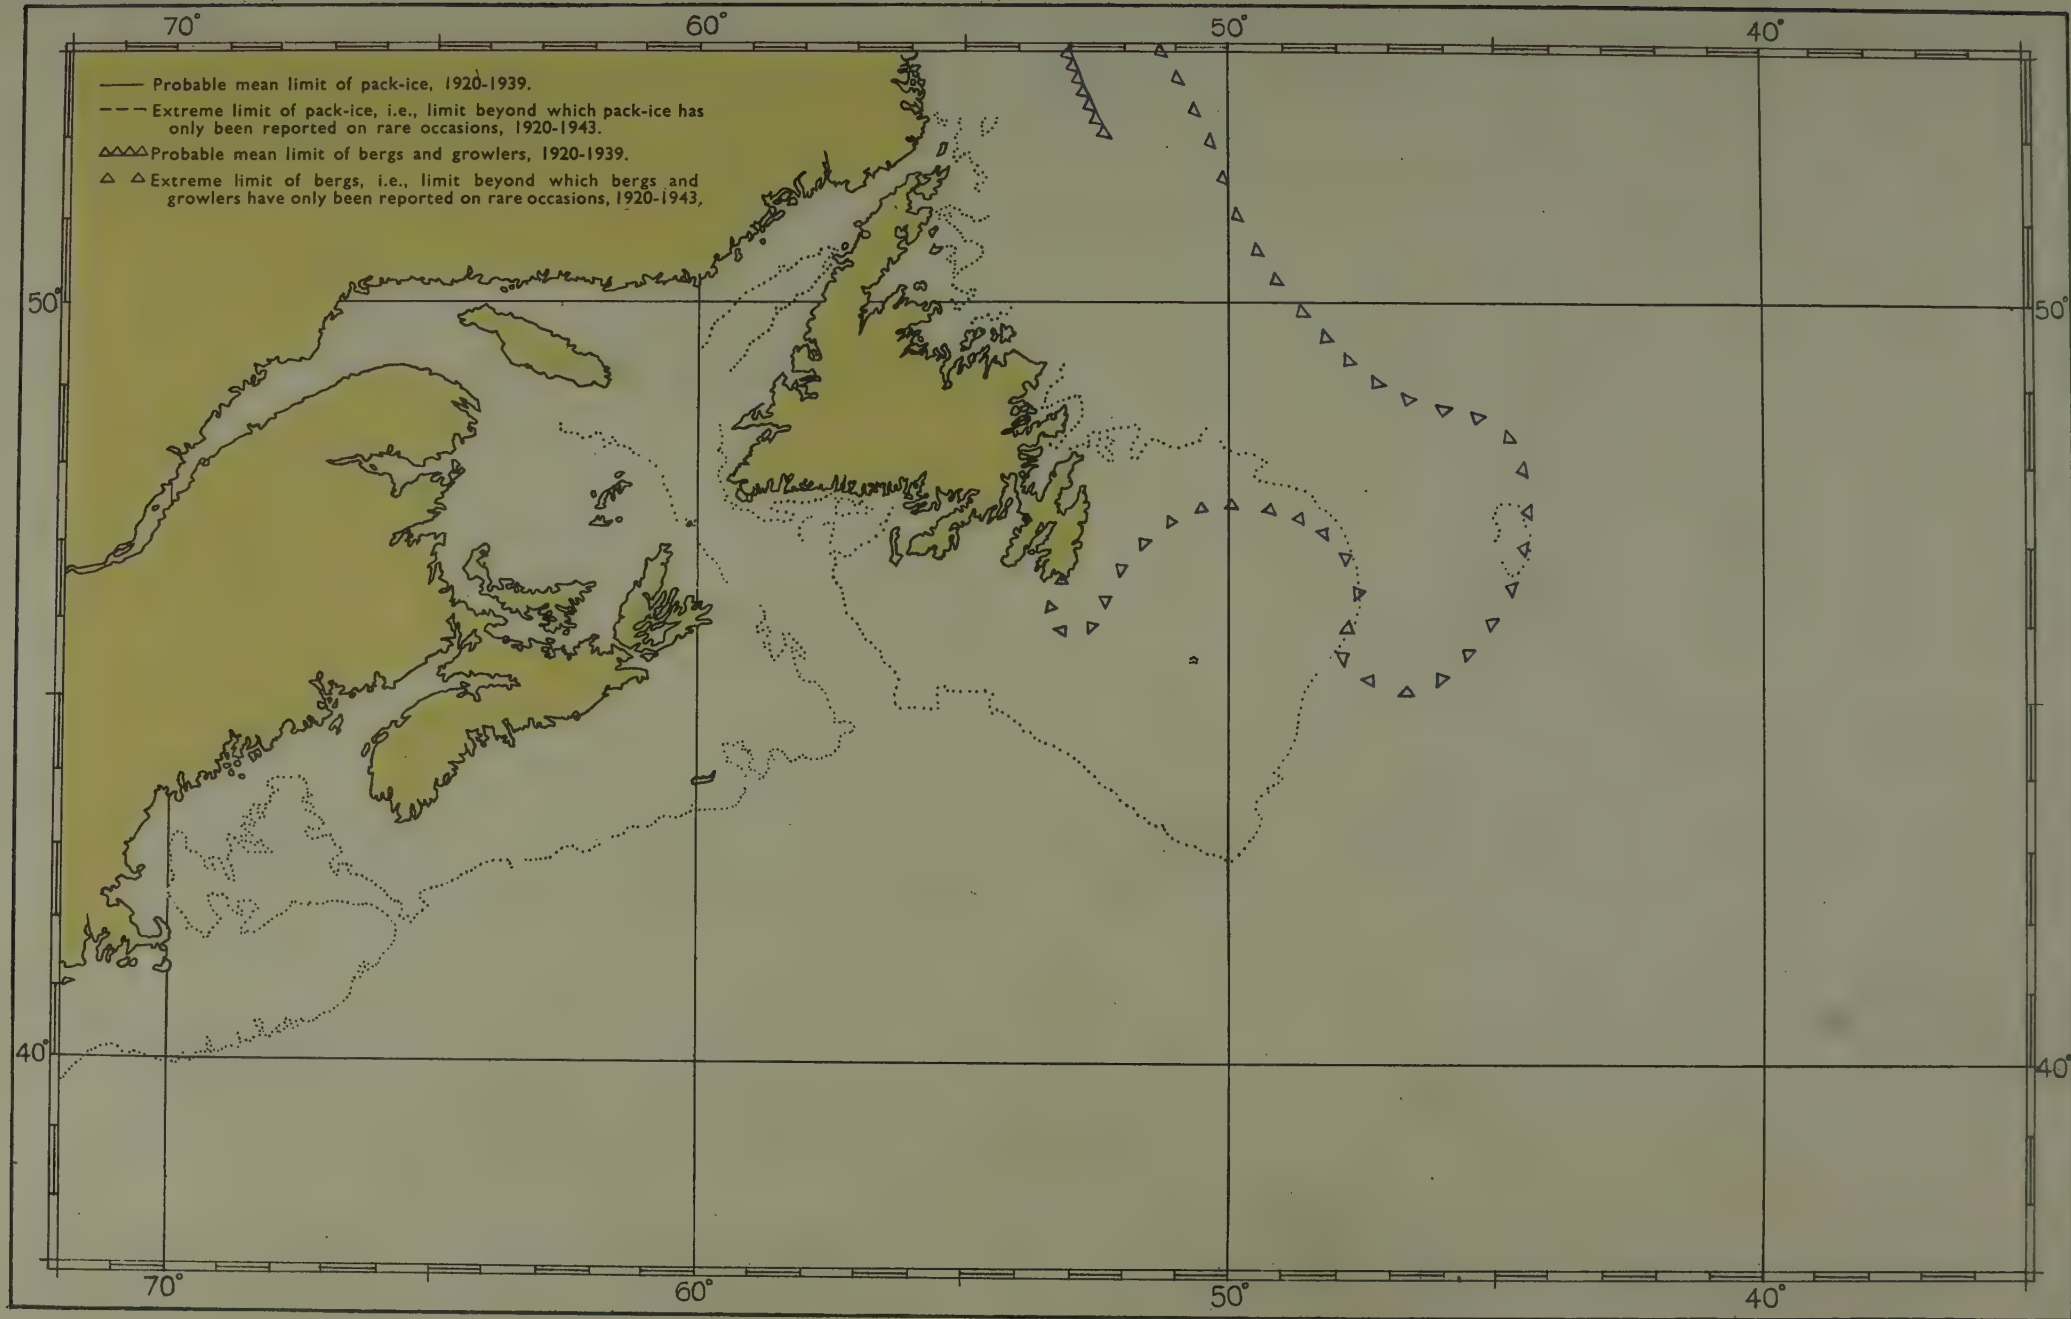 70° 60° 50° 40°
Probable mean limit of pack-ice, 1920-1939.
Extreme limit of pack-ice, i.e., limit beyond which pack-ice has
only been reported on rare occasions, 1920-1943.
Probable mean limit of bergs and growlers, 1920-1939.
Extreme limit of bergs, i.e., limit beyond which bergs and
growlers have only been reported on rare occasions, 1920-1943,
50° 50°
40° 40°
70° 60° 50° 40°